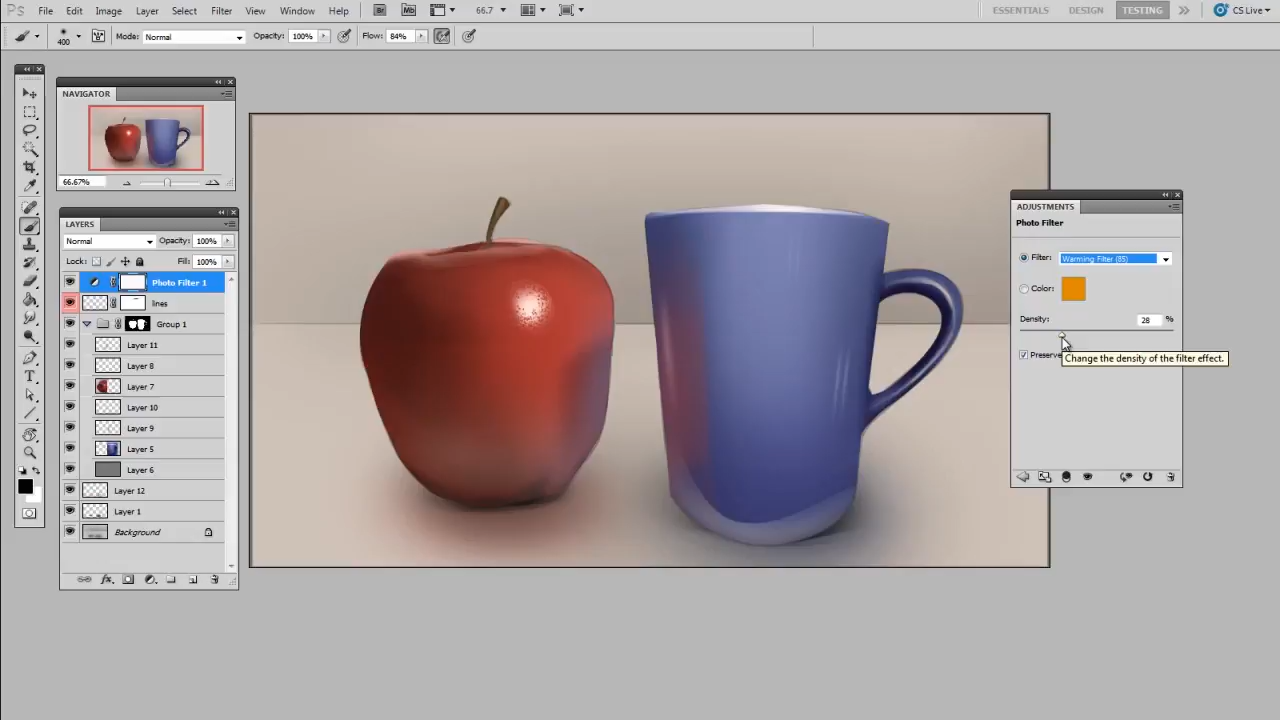 Ps File Edit Image Layer Select Filter View Window Help Br Mb 66.7 ESSENTIALS DESIGN TESTING CS Live
400 Mode: Normal Opacity: 100% Flow: 84%
NAVIGATOR
66.67%
LAYERS
Normal Opacity: 100%
Lock: Fill: 100%
Photo Filter 1
lines
Group 1
Layer 11
Layer 8
Layer 7
Layer 10
Layer 9
Layer 5
Layer 6
Layer 12
Layer 1
Background
fx
T
ADJUSTMENTS
Photo Filter
Filter: Warming Filter (85)
Color:
Density: 28 %
Preserve
Change the density of the filter effect.